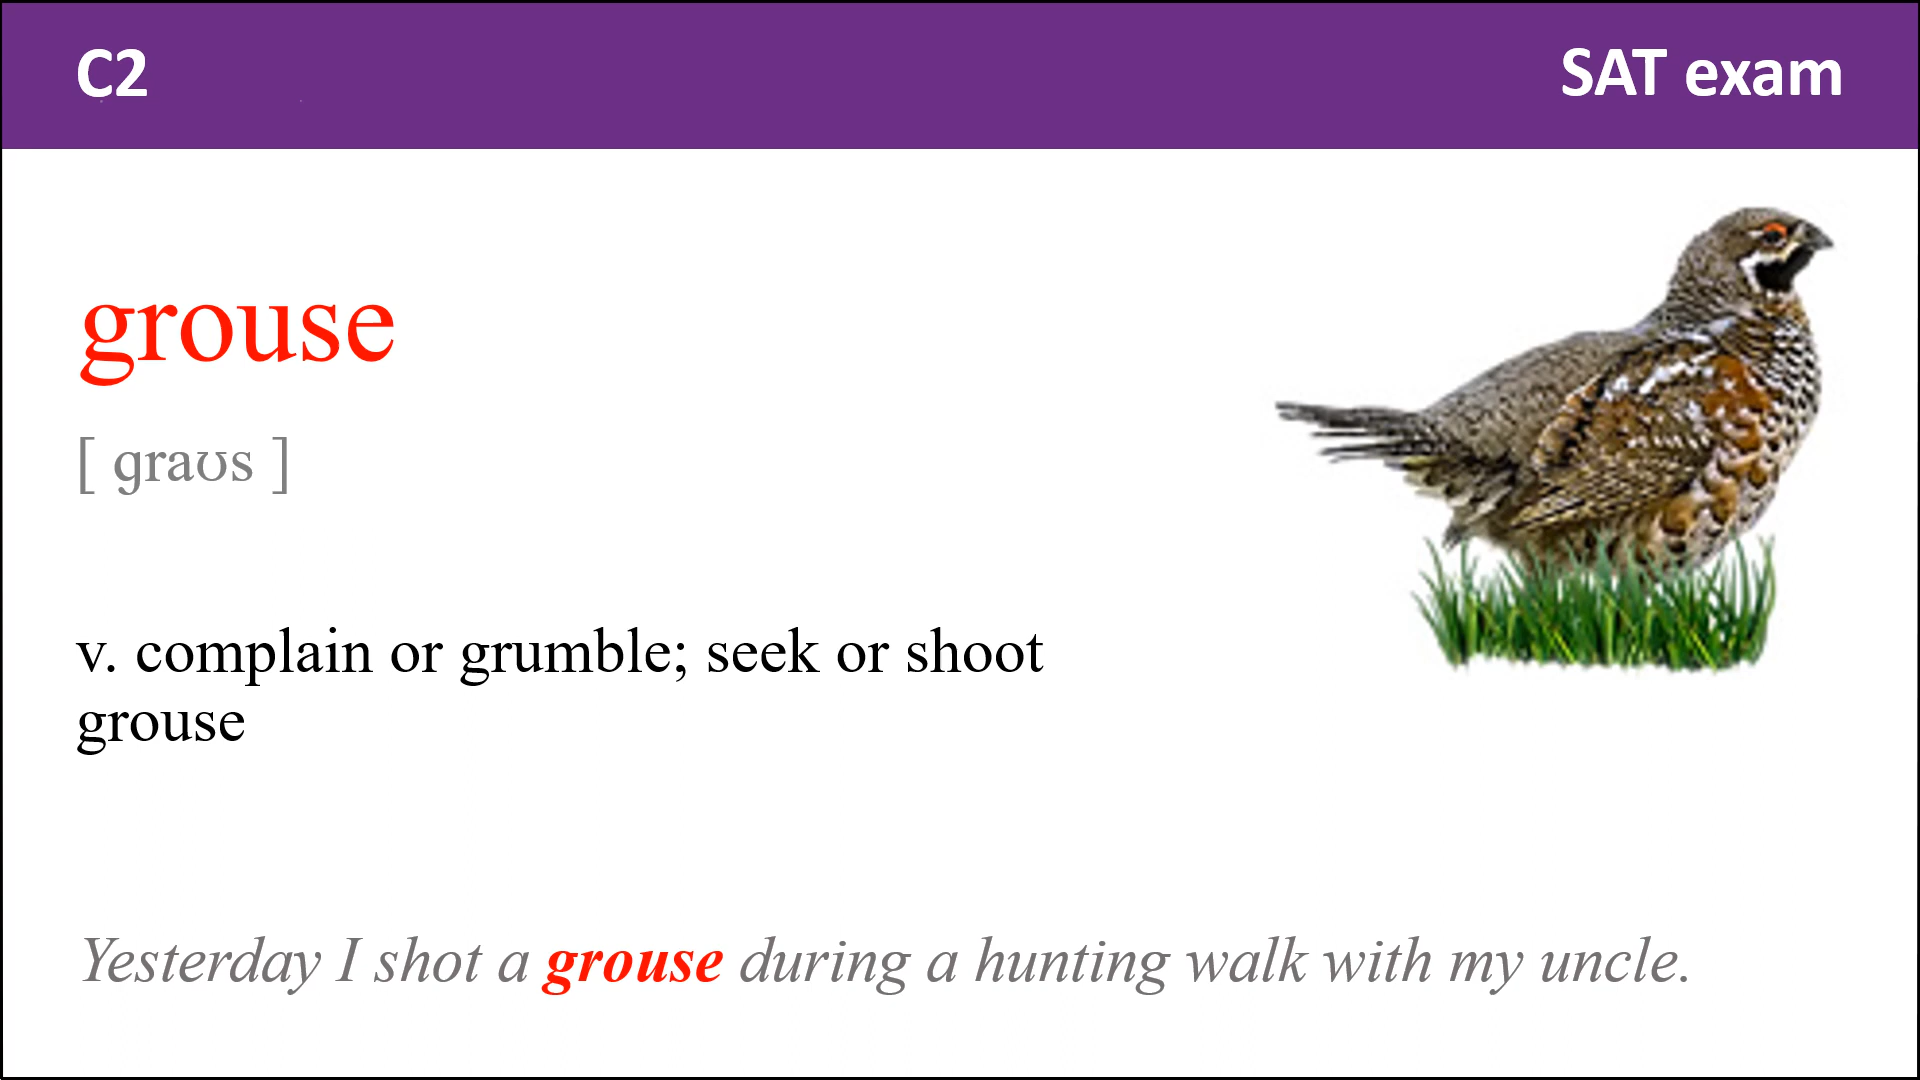 C2 SAT exam
grouse
[ ɡraʊs ]
v. complain or grumble; seek or shoot
grouse
Yesterday I shot a grouse during a hunting walk with my uncle.